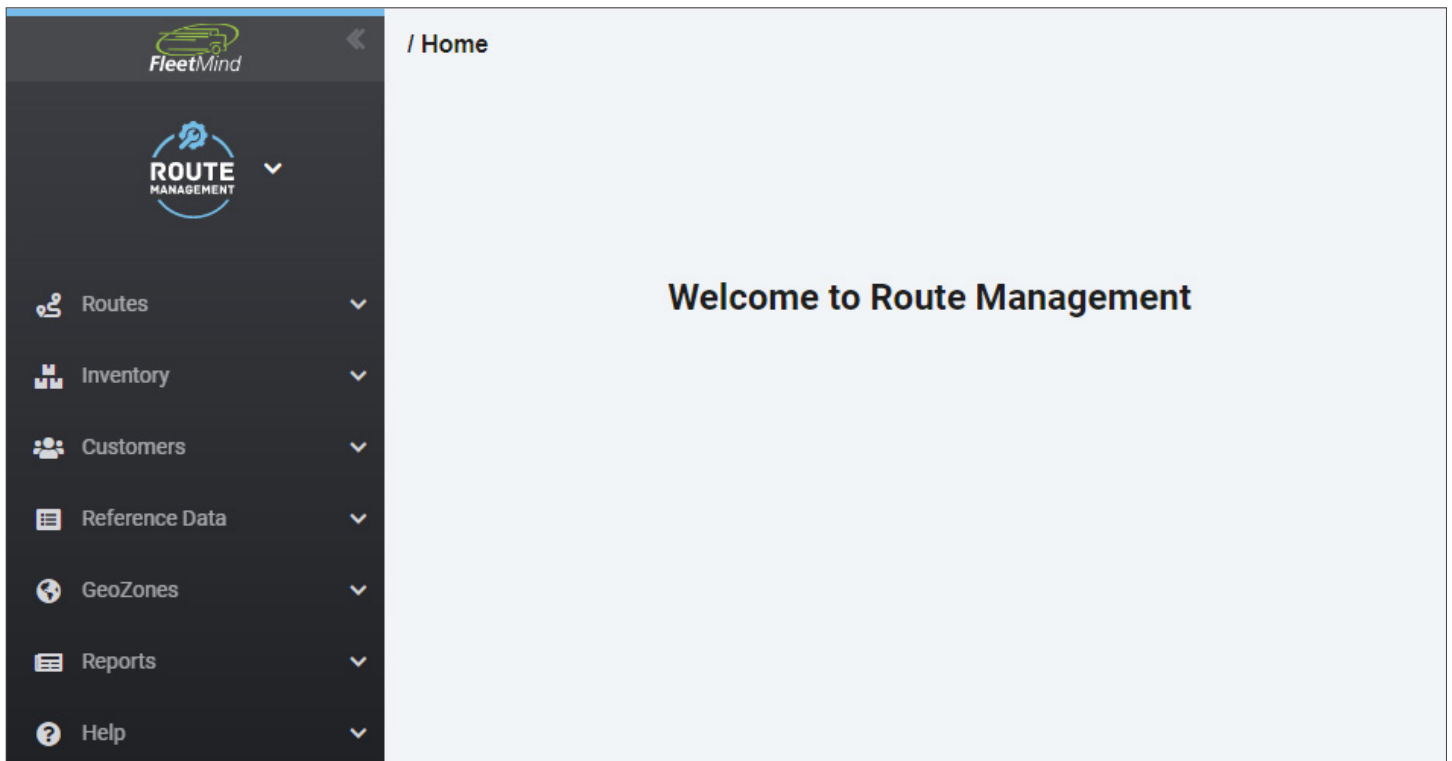 FleetMind
/ Home
ROUTE
MANAGEMENT
Welcome to Route Management
Routes
Inventory
Customers
Reference Data
GeoZones
Reports
Help